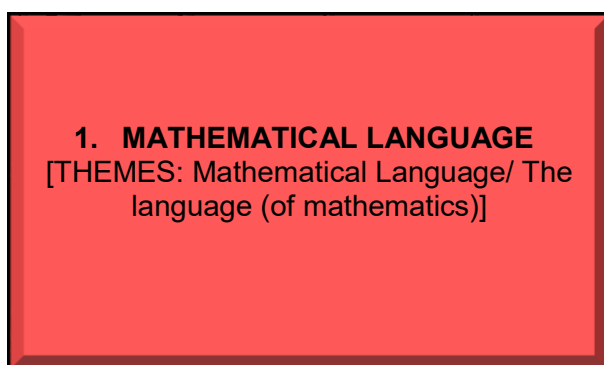 1. MATHEMATICAL LANGUAGE
[THEMES: Mathematical Language/ The
language (of mathematics)]